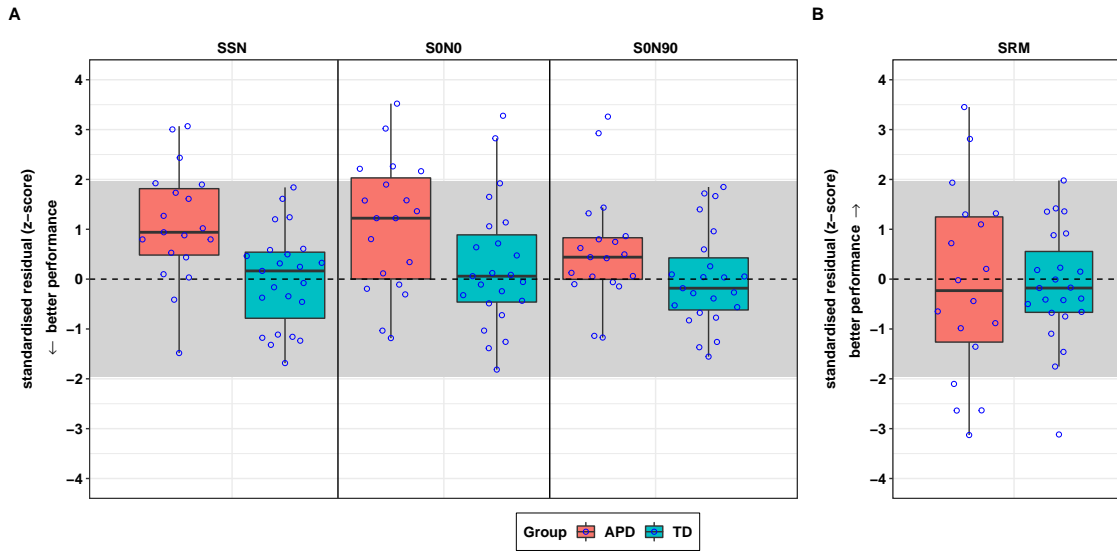 A
B
SSN
S0N0
S0N90
SRM
standardised residual (z−score)
← better performance
4
3
2
1
0
−1
−2
−3
−4
standardised residual (z−score)
better performance →
4
3
2
1
0
−1
−2
−3
−4
Group APD TD